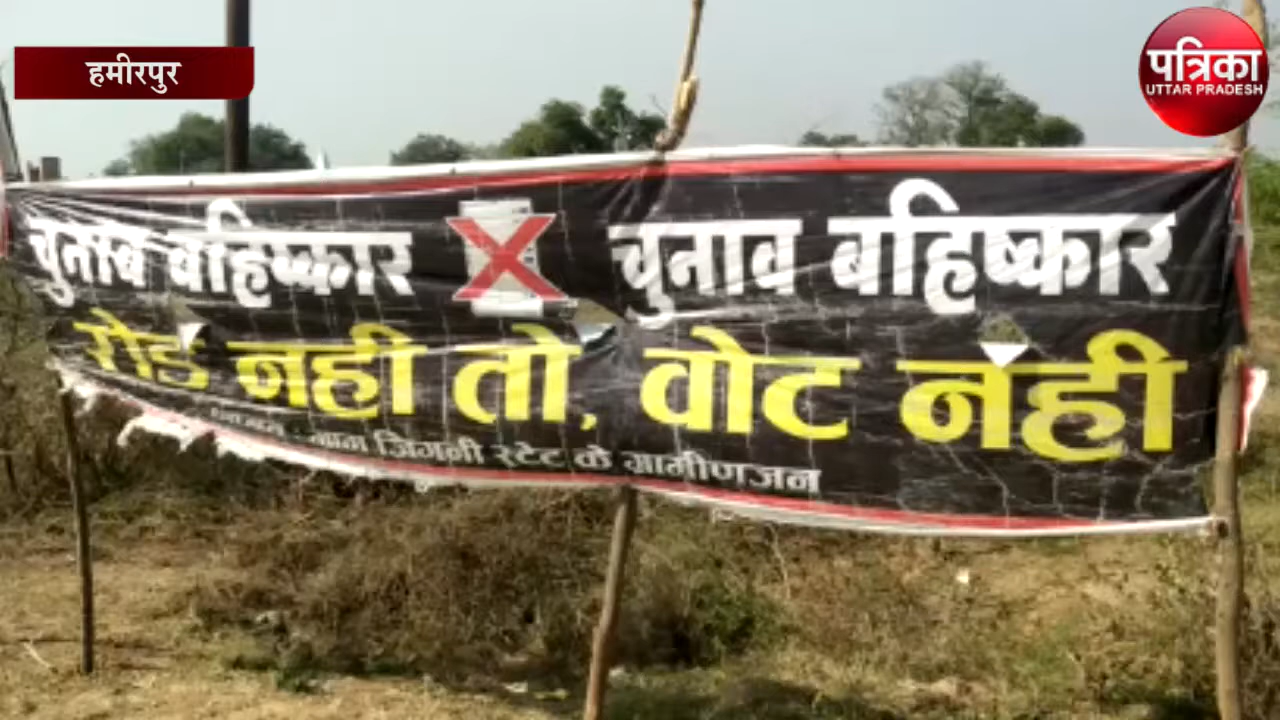 हमीरपुर
पत्रिका
UTTAR PRADESH
चुनाव बहिष्कार चुनाव बहिष्कार
रोड नही तो, वोट नही
ग्राम जिगनी स्टेट के ग्रामीणजन